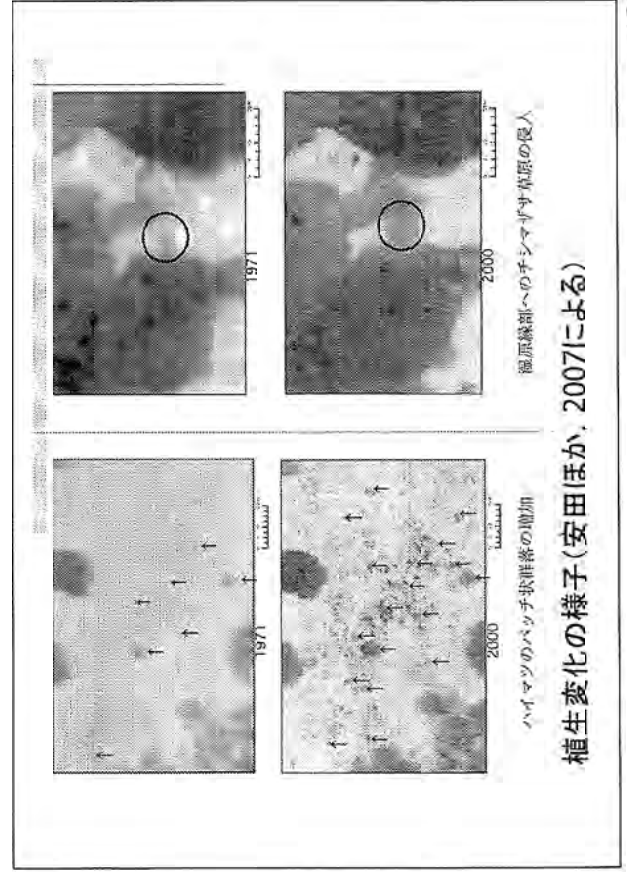 1971
1971
2000
2000
ハイマツのパッチ状群落の増加
湿原縁部へのチシマザサ草原の侵入
植生変化の様子(安田ほか, 2007による)